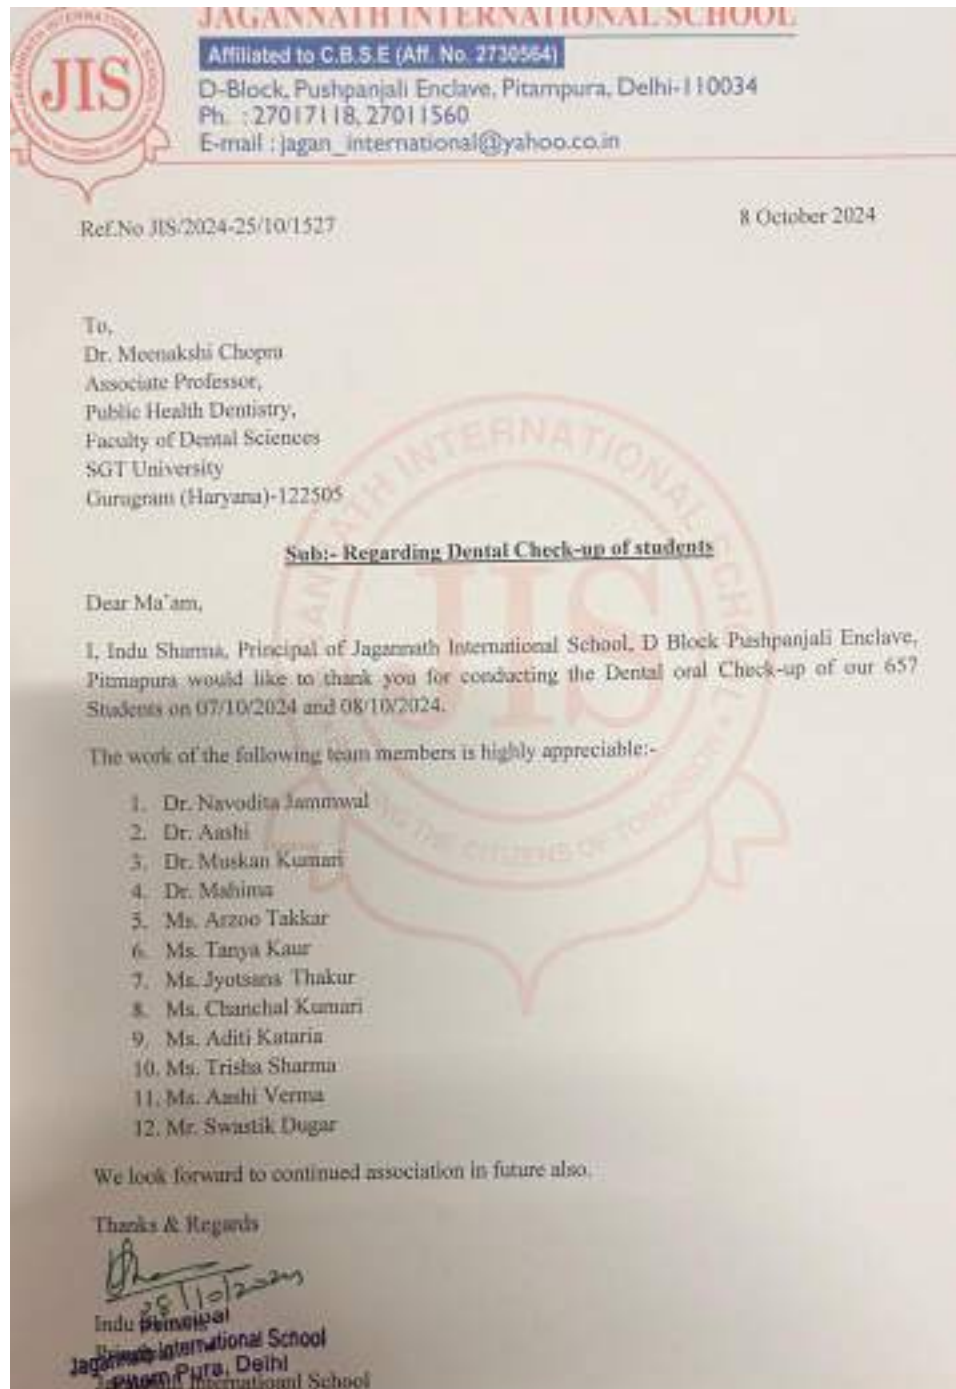 JAGANNATH INTERNATIONAL SCHOOL
JIS
Affiliated to C.B.S.E (Aff. No. 2730564)
D-Block, Pushpanjali Enclave, Pitampura, Delhi-110034
Ph. : 27017118, 27011560
E-mail : jagan_international@yahoo.co.in
Ref.No JIS/2024-25/10/1527
8 October 2024
To,
Dr. Meenakshi Chopra
Associate Professor,
Public Health Dentistry,
Faculty of Dental Sciences
SGT University
Gurugram (Haryana)-122505
Sub:- Regarding Dental Check-up of students
Dear Ma'am,
I, Indu Sharma, Principal of Jagannath International School, D Block Pushpanjali Enclave,
Pitmapura would like to thank you for conducting the Dental oral Check-up of our 657
Students on 07/10/2024 and 08/10/2024.
The work of the following team members is highly appreciable:-
1. Dr. Navodita Jammwal
2. Dr. Aashi
3. Dr. Muskan Kumari
4. Dr. Mahima
5. Ms. Arzoo Takkar
6. Ms. Tanya Kaur
7. Ms. Jyotsana Thakur
8. Ms. Chanchal Kumari
9. Ms. Aditi Kataria
10. Ms. Trisha Sharma
11. Ms. Aashi Verma
12. Mr. Swastik Dugar
We look forward to continued association in future also.
Thanks & Regards
Indu
Principal
Jagannath International School
Pitam Pura, Delhi
International School